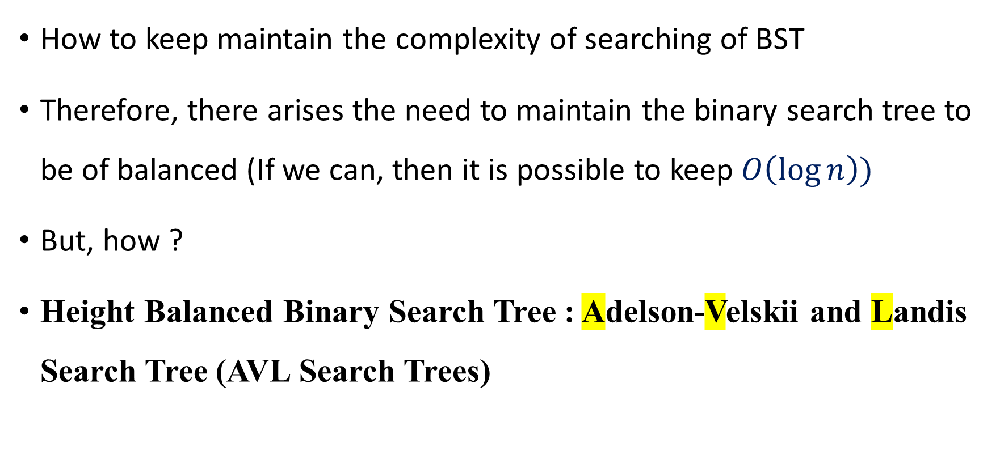 • How to keep maintain the complexity of searching of BST
• Therefore, there arises the need to maintain the binary search tree to
be of balanced (If we can, then it is possible to keep O(log n))
• But, how ?
• Height Balanced Binary Search Tree : Adelson-Velskii and Landis
Search Tree (AVL Search Trees)